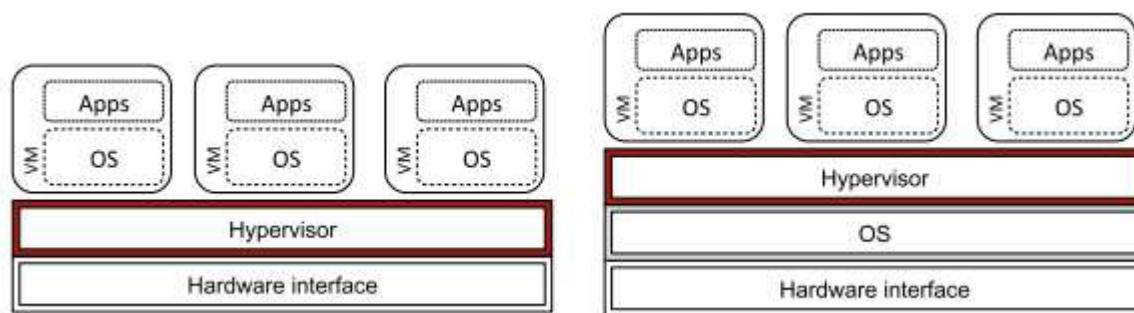 Apps Apps Apps
VM OS VM OS VM OS
Hypervisor
Hardware interface
Apps Apps Apps
VM OS VM OS VM OS
Hypervisor
OS
Hardware interface